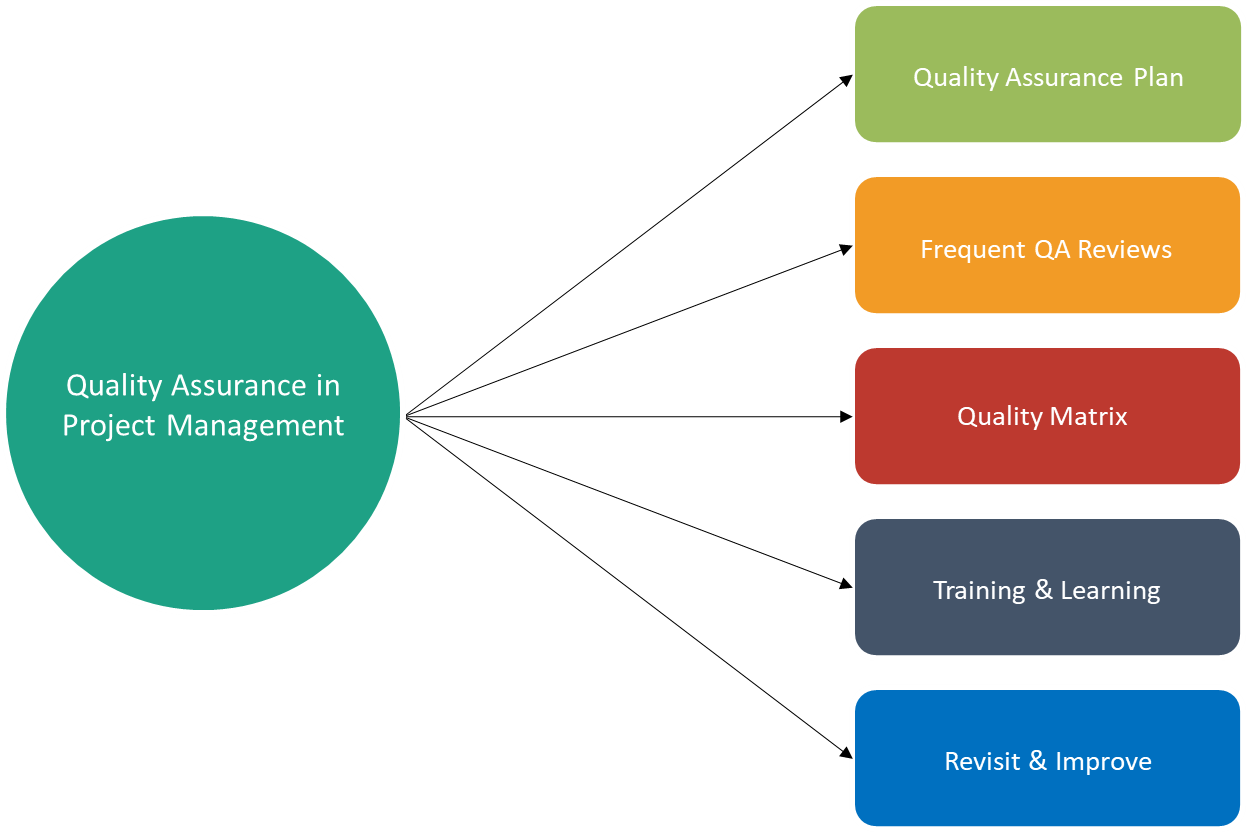 Quality Assurance in
Project Management
Quality Assurance Plan
Frequent QA Reviews
Quality Matrix
Training & Learning
Revisit & Improve